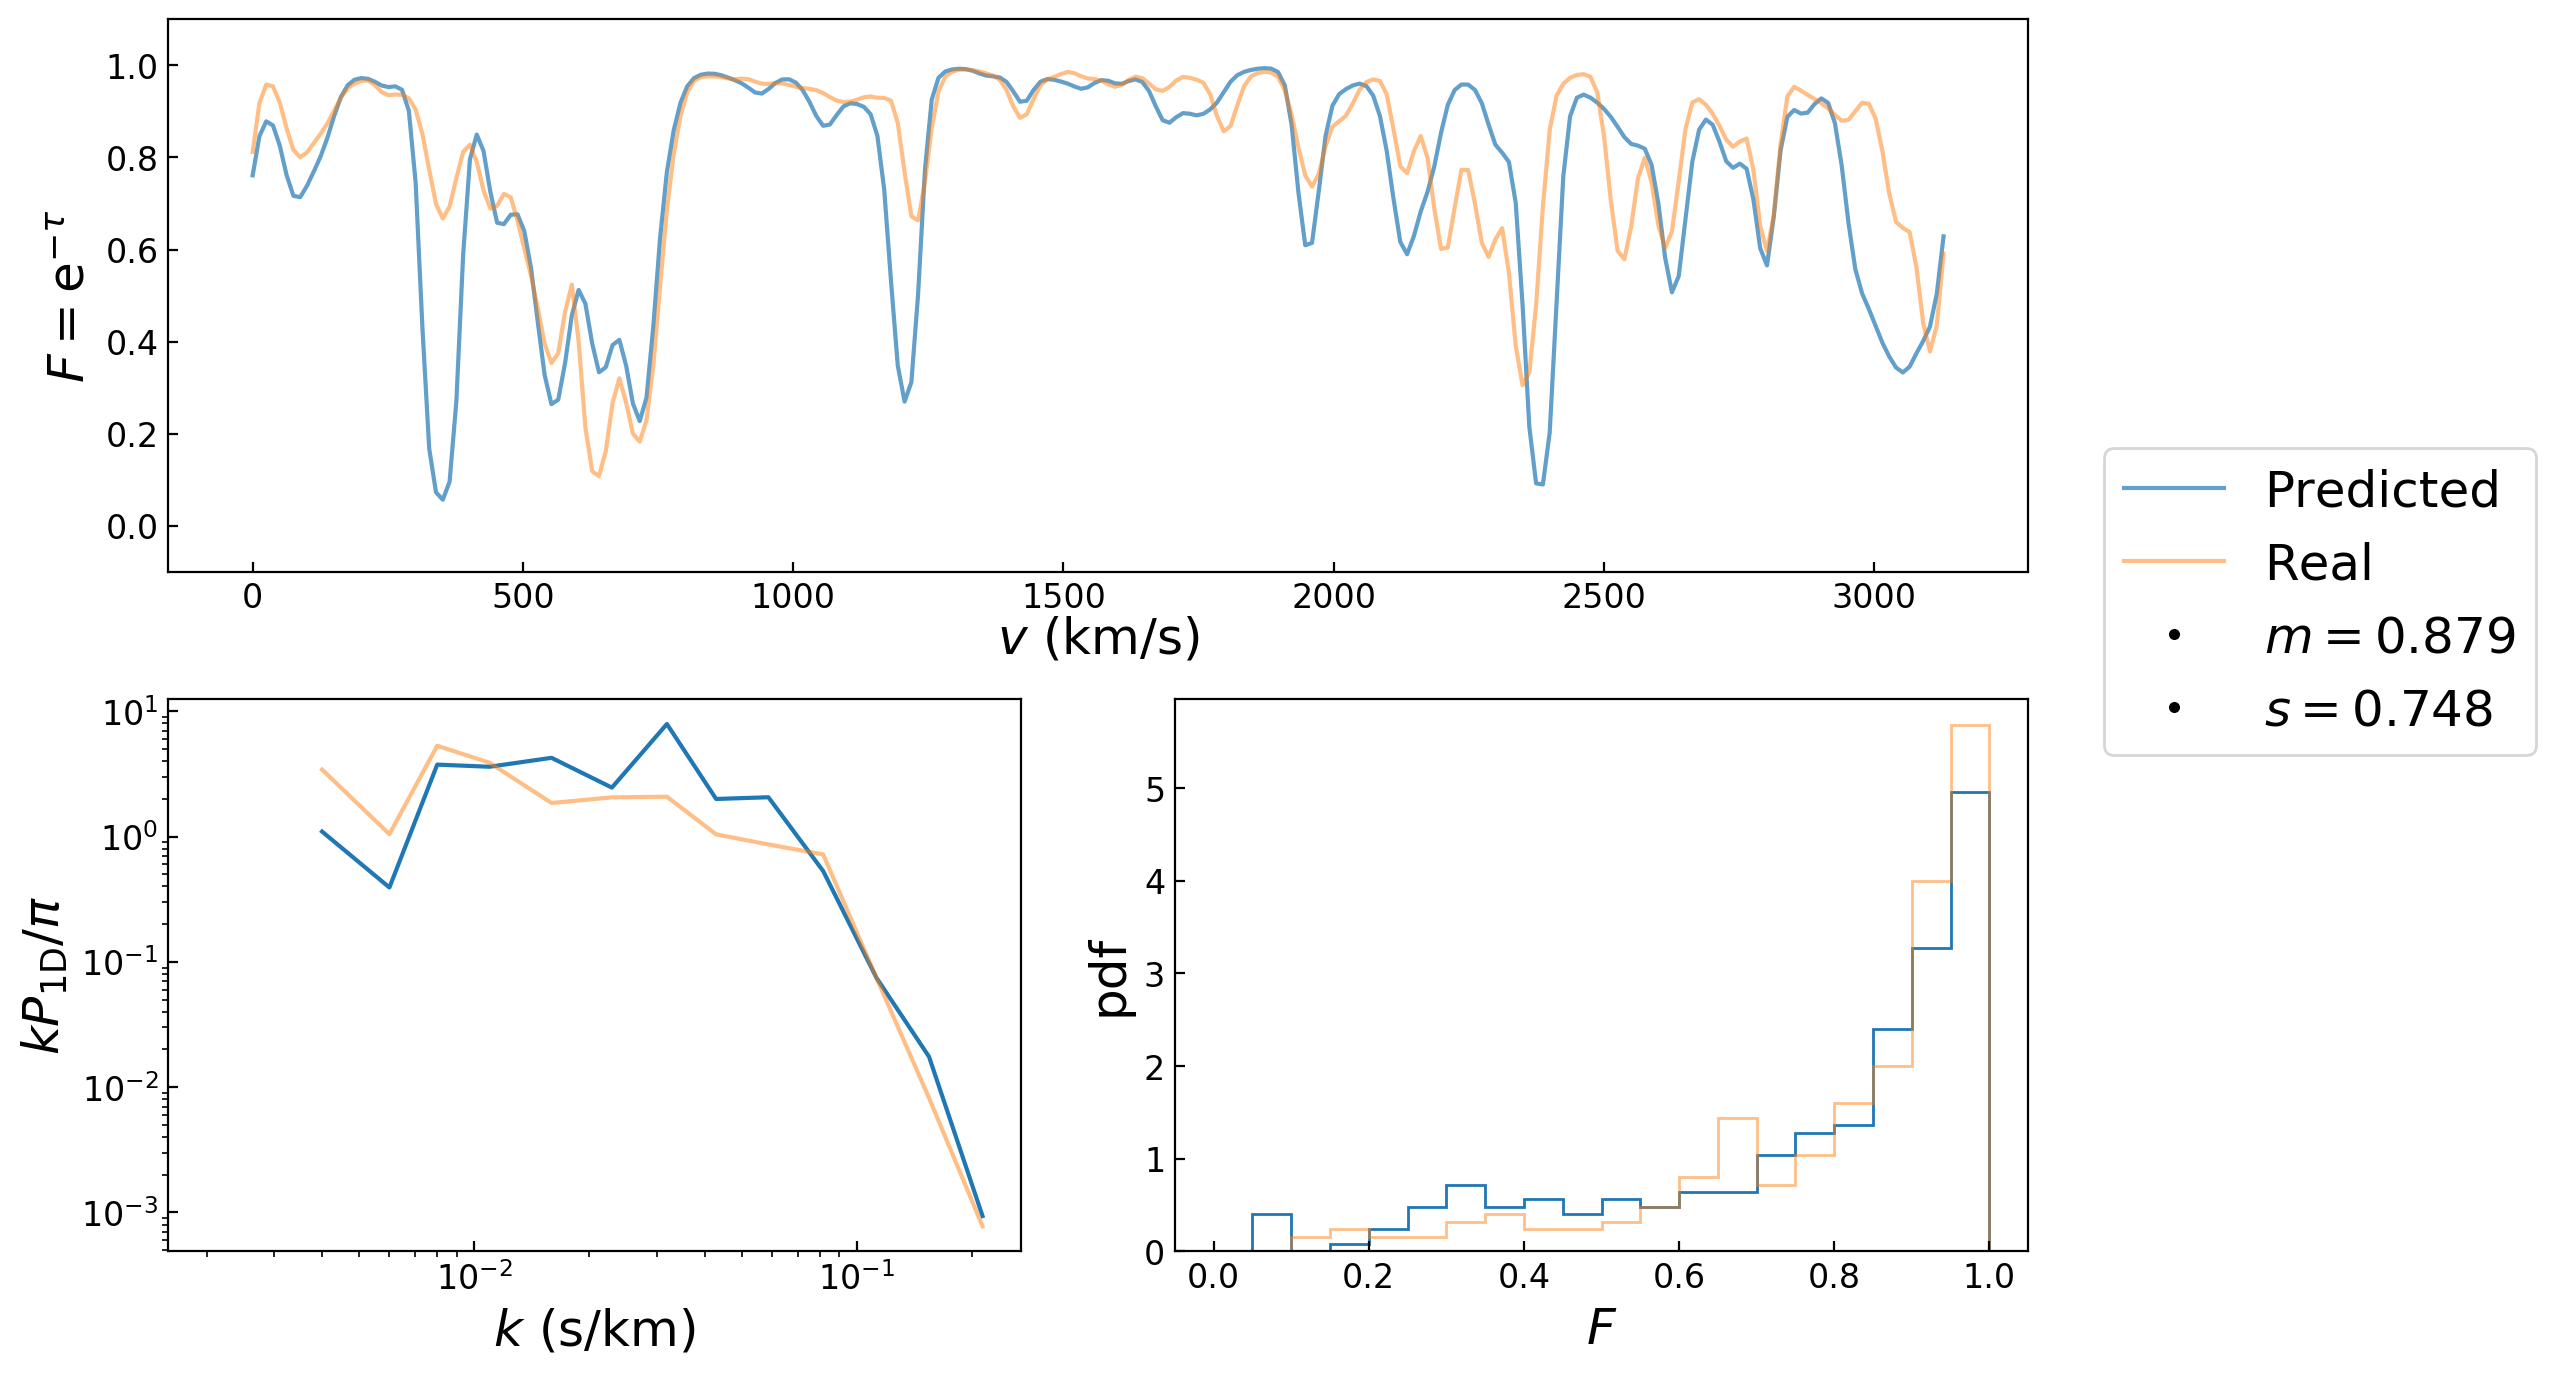 1.0
0.8
0.6
0.4
0.2
0.0
F = e^{−τ}
0 500 1000 1500 2000 2500 3000
v (km/s)
Predicted
Real
m = 0.879
s = 0.748
10^1
10^0
10^{−1}
10^{−2}
10^{−3}
kP_{1D}/π
10^{−2} 10^{−1}
k (s/km)
5
4
3
2
1
0
pdf
0.0 0.2 0.4 0.6 0.8 1.0
F